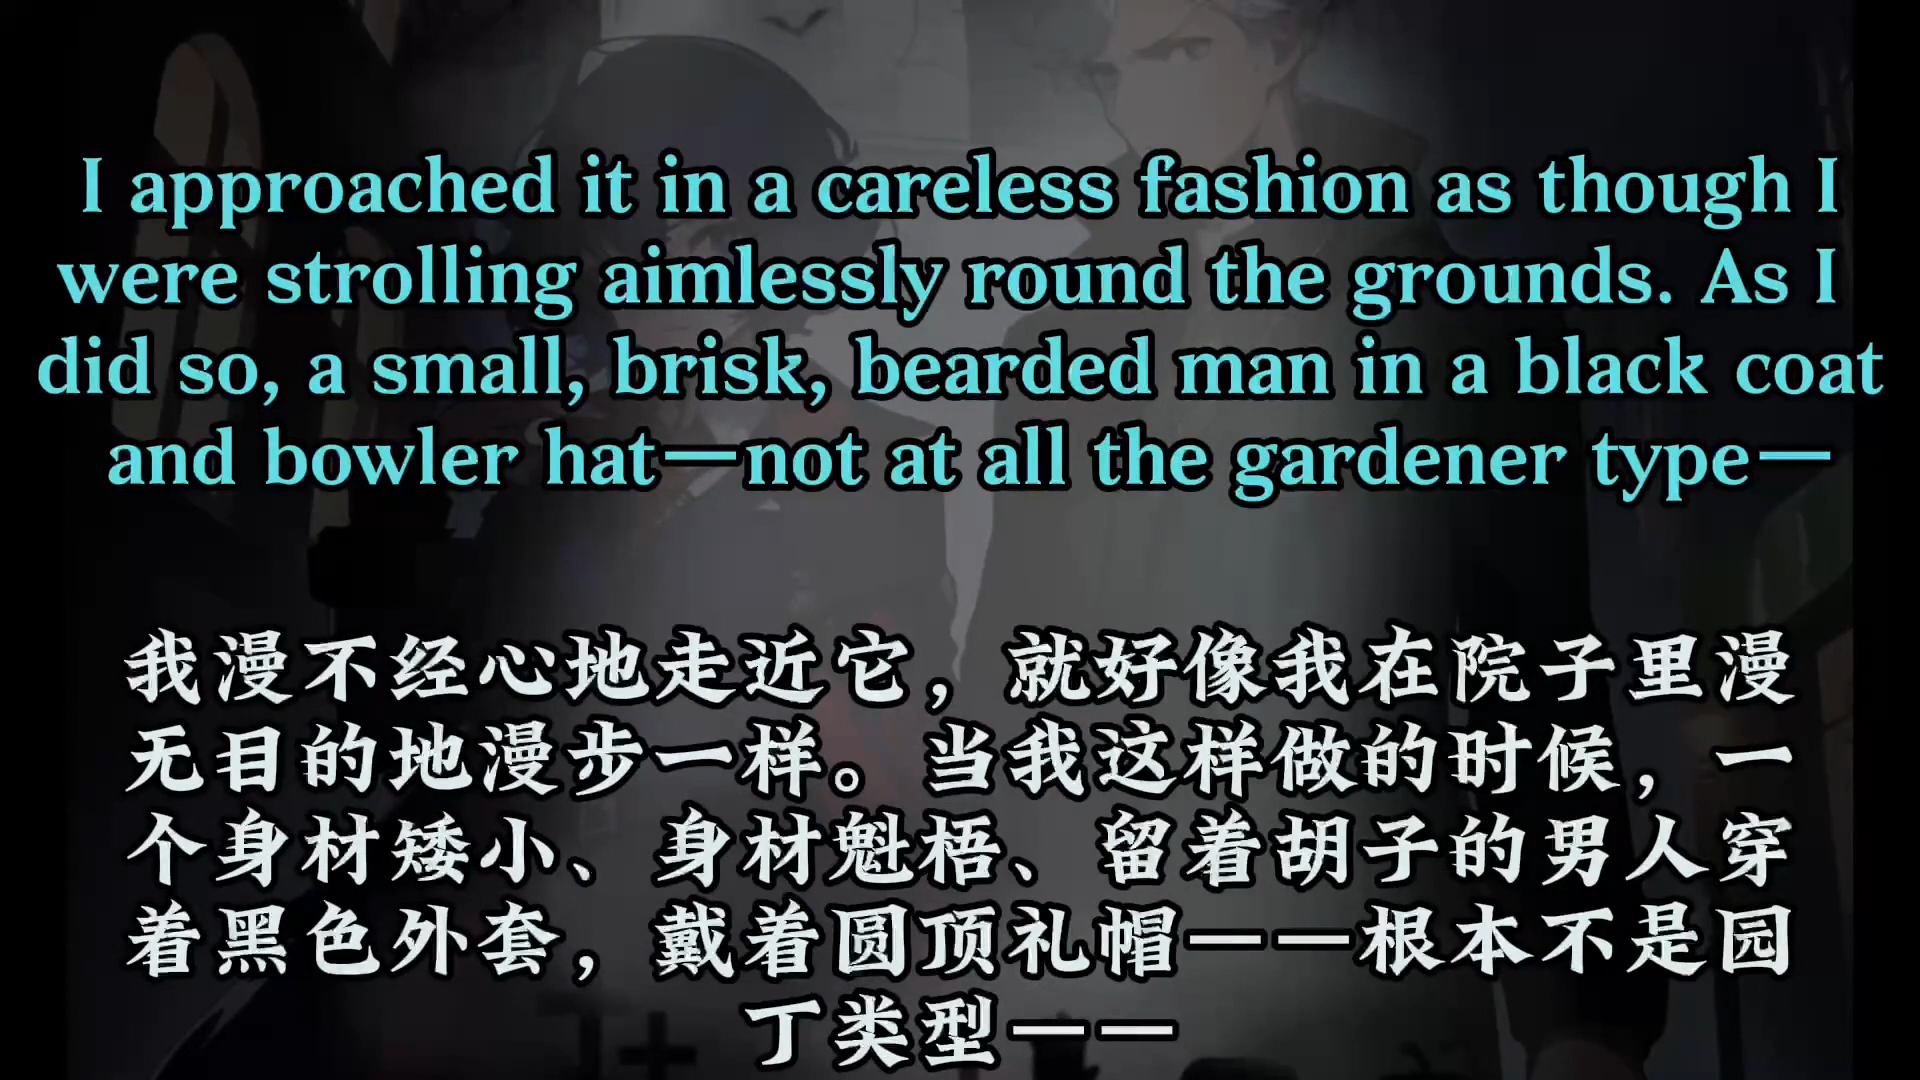 I approached it in a careless fashion as though I
were strolling aimlessly round the grounds. As I
did so, a small, brisk, bearded man in a black coat
and bowler hat—not at all the gardener type—
我漫不经心地走近它，就好像我在院子里漫
无目的地漫步一样。当我这样做的时候，一
个身材矮小、身材魁梧、留着胡子的男人穿
着黑色外套，戴着圆顶礼帽——根本不是园
丁类型——